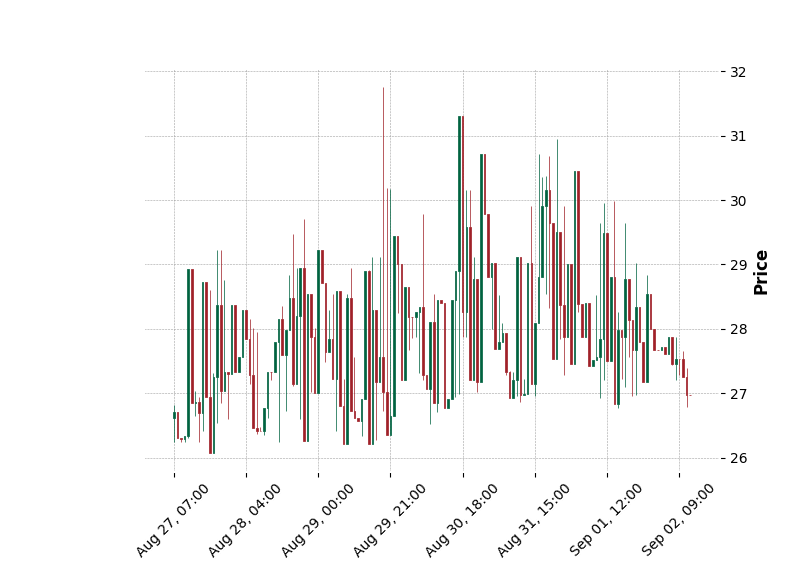 32
31
30
29
28
27
26
Price
Aug 27, 07:00
Aug 28, 04:00
Aug 29, 00:00
Aug 29, 21:00
Aug 30, 18:00
Aug 31, 15:00
Sep 01, 12:00
Sep 02, 09:00